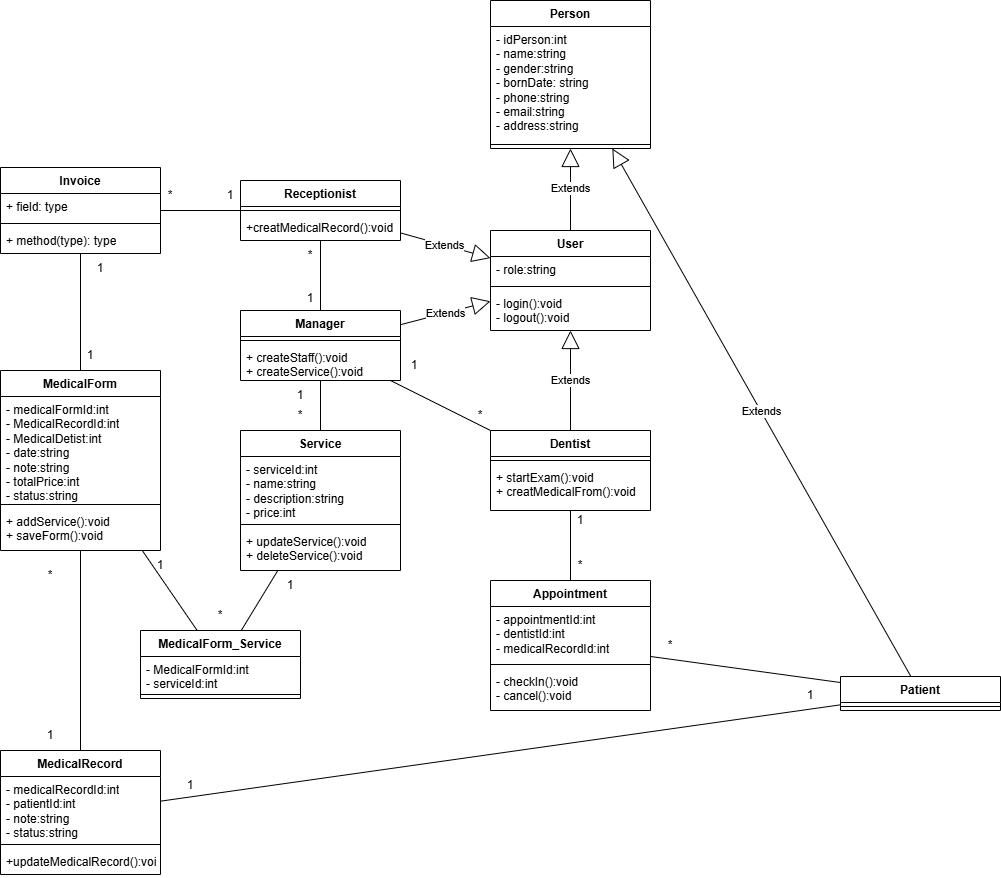 Person
- idPerson:int
- name:string
- gender:string
- bornDate: string
- phone:string
- email:string
- address:string
Extends
Extends
Invoice
+ field: type
+ method(type): type
*
1
Receptionist
+creatMedicalRecord():void
Extends
User
- role:string
- login():void
- logout():void
*
1
Manager
+ createStaff():void
+ createService():void
Extends
Extends
1
1
MedicalForm
- medicalFormId:int
- MedicalRecordId:int
- MedicalDetist:int
- date:string
- note:string
- totalPrice:int
- status:string
+ addService():void
+ saveForm():void
1
*
Service
- serviceId:int
- name:string
- description:string
- price:int
+ updateService():void
+ deleteService():void
1
*
Dentist
+ startExam():void
+ creatMedicalFrom():void
1
*
1
*
1
MedicalForm_Service
- MedicalFormId:int
- serviceId:int
Appointment
- appointmentId:int
- dentistId:int
- medicalRecordId:int
- checkIn():void
- cancel():void
*
1
Patient
*
1
1
MedicalRecord
- medicalRecordId:int
- patientId:int
- note:string
- status:string
+updateMedicalRecord():voi